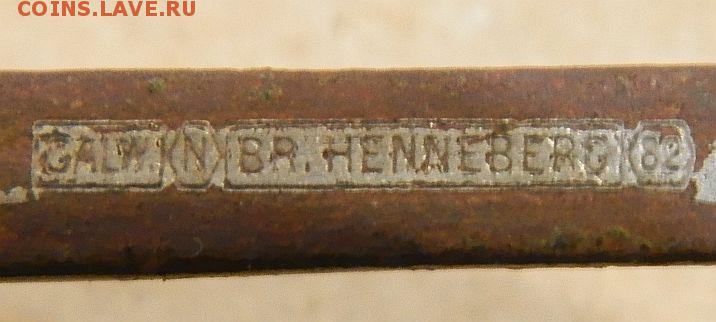 COINS.LAVE.RU
GALW. N BR. HENNEBERG 82